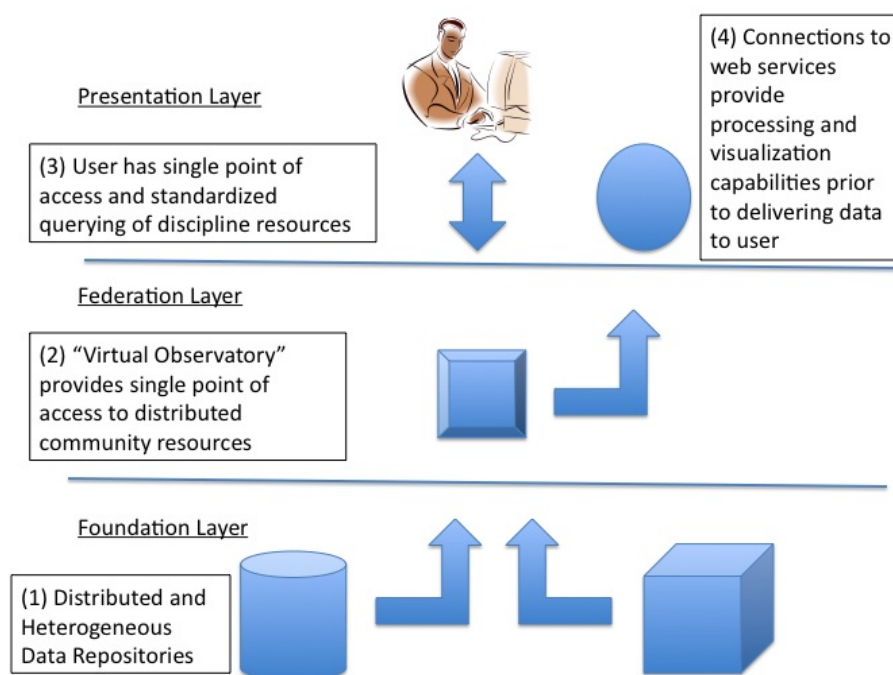 Presentation Layer
(3) User has single point of
access and standardized
querying of discipline resources
(4) Connections to
web services
provide
processing and
visualization
capabilities prior
to delivering data
to user
Federation Layer
(2) “Virtual Observatory”
provides single point of
access to distributed
community resources
Foundation Layer
(1) Distributed and
Heterogeneous
Data Repositories